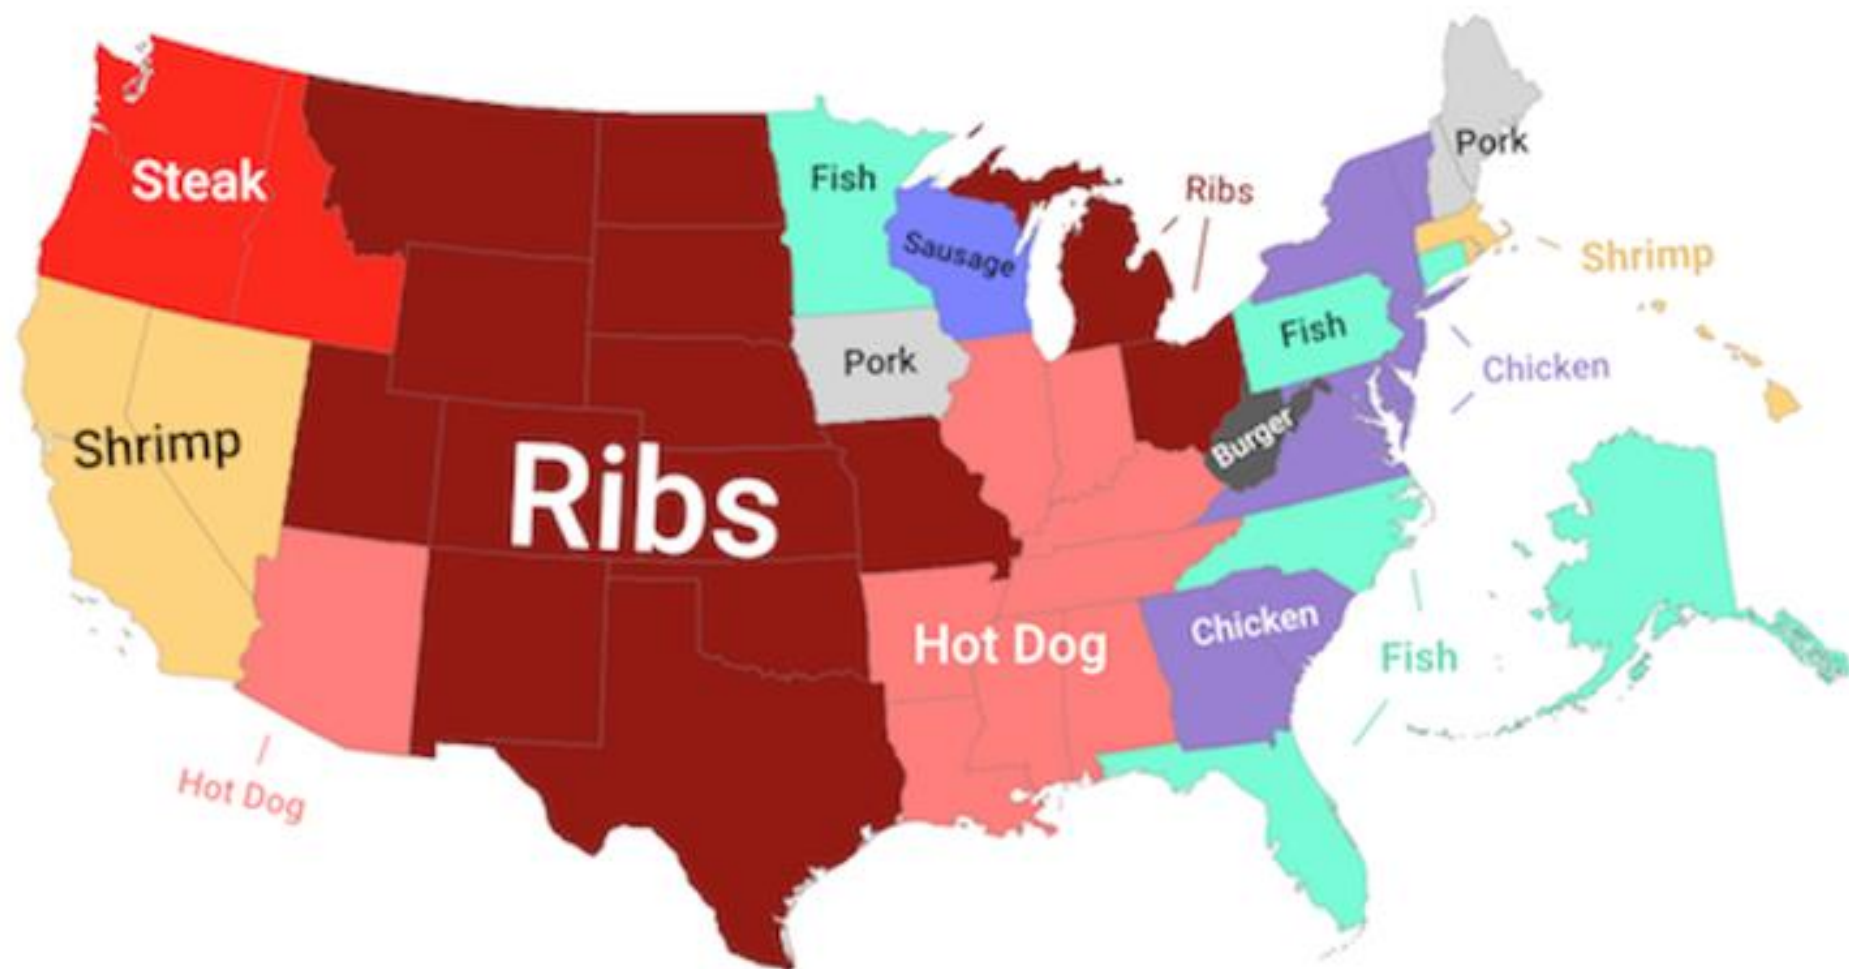 Pork
Steak
Fish
Ribs
Sausage
Shrimp
Fish
Pork
Chicken
Shrimp
Burger
Ribs
Hot Dog
Chicken
Fish
Hot Dog